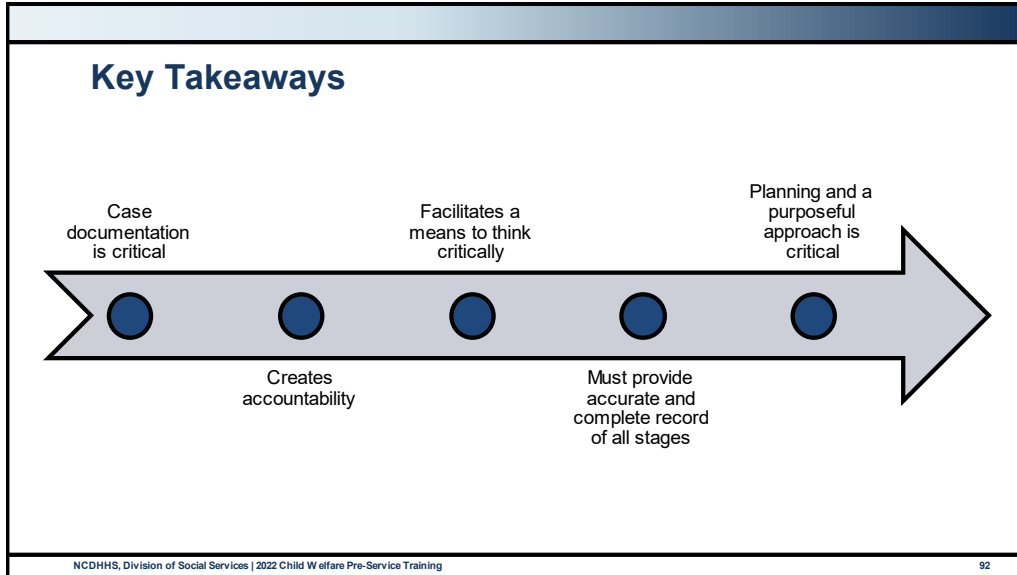 Key Takeaways
Case
documentation
is critical
Creates
accountability
Facilitates a
means to think
critically
Must provide
accurate and
complete record
of all stages
Planning and a
purposeful
approach is
critical
NCDHHS, Division of Social Services | 2022 Child Welfare Pre-Service Training
92